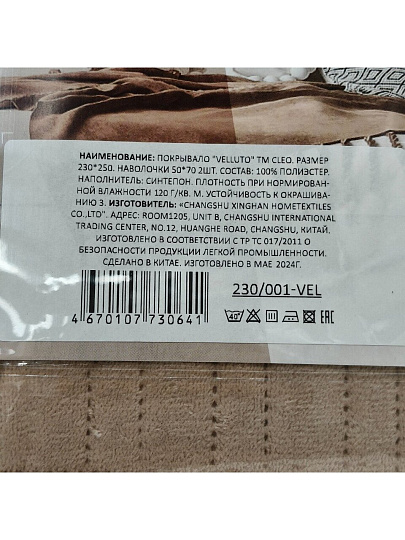 НАИМЕНОВАНИЕ: ПОКРЫВАЛО "VELLUTO" ТМ CLEO. РАЗМЕР
230*250. НАВОЛОЧКИ 50*70 2ШТ. СОСТАВ: 100% ПОЛИЭСТЕР.
НАПОЛНИТЕЛЬ: СИНТЕПОН. ПЛОТНОСТЬ ПРИ НОРМИРОВАН-
НОЙ ВЛАЖНОСТИ 120 Г/КВ. М. УСТОЙЧИВОСТЬ К ОКРАШИВА-
НИЮ 3. ИЗГОТОВИТЕЛЬ: «CHANGSHU XINGHAN HOMETEXTILES
CO.,LTD". АДРЕС: ROOM1205, UNIT B, CHANGSHU INTERNATIONAL
TRADING CENTER, NO.12, HUANGHE ROAD, CHANGSHU, КИТАЙ.
ИЗГОТОВЛЕНО В СООТВЕТСТВИИ С ТР ТС 017/2011 О
БЕЗОПАСНОСТИ ПРОДУКЦИИ ЛЕГКОЙ ПРОМЫШЛЕННОСТИ.
СДЕЛАНО В КИТАЕ. ИЗГОТОВЛЕНО В МАЕ 2024Г.
230/001-VEL
4 670107 730641
40° EAC